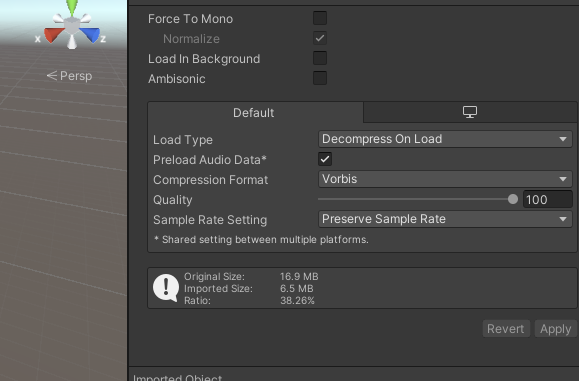 Force To Mono
Normalize
Load In Background
Ambisonic
x
z
Persp
Default
Load Type Decompress On Load
Preload Audio Data*
Compression Format Vorbis
Quality 100
Sample Rate Setting Preserve Sample Rate
* Shared setting between multiple platforms.
Original Size: 16.9 MB
Imported Size: 6.5 MB
Ratio: 38.26%
Revert Apply
Imported Object